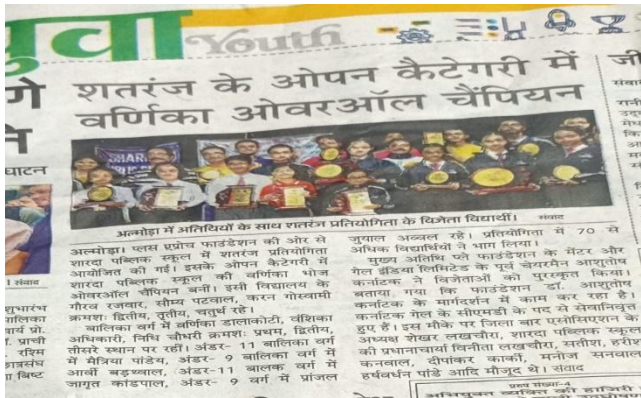 युवा
Youth
शतरंज के ओपन कैटेगरी में
वर्णिका ओवरऑल चैंपियन
अल्मोड़ा में अतिथियों के साथ शतरंज प्रतियोगिता के विजेता विद्यार्थी। संवाद
अल्मोड़ा। प्लस एप्रोच फाउंडेशन की ओर से
शारदा पब्लिक स्कूल में शतरंज प्रतियोगिता
आयोजित की गई। इसके ओपन कैटेगरी में
शारदा पब्लिक स्कूल की वर्णिका भोज
ओवरऑल चैंपियन बनीं। इसी विद्यालय के
गौरव रजवार, सौम्य पटवाल, करन गोस्वामी
क्रमशः द्वितीय, तृतीय, चतुर्थ रहे।
बालिका वर्ग में वर्णिका डालाकोटी, वंशिका
अधिकारी, निधि चौधरी क्रमशः प्रथम, द्वितीय,
तीसरे स्थान पर रहीं। अंडर- 11 बालिका वर्ग
में मैत्रिया पांडेय, अंडर- 9 बालिका वर्ग में
आर्वी बड़थ्वाल, अंडर-11 बालक वर्ग में
जागृत कांडपाल, अंडर- 9 वर्ग में प्रांजल
जुयाल अव्वल रहे। प्रतियोगिता में 70 से
अधिक विद्यार्थियों ने भाग लिया।
मुख्य अतिथि प्ले फाउंडेशन के मेंटर और
गेल इंडिया लिमिटेड के पूर्व चेयरमैन आशुतोष
कर्नाटक ने विजेताओं को पुरस्कृत किया।
बताया गया कि फाउंडेशन डॉ. आशुतोष
कर्नाटक के मार्गदर्शन में काम कर रहा है।
कर्नाटक गेल के सीएमडी के पद से सेवानिवृत्त
हुए हैं। इस मौके पर जिला बार एसोसिएशन के
अध्यक्ष शेखर लखचौरा, शारदा पब्लिक स्कूल
की प्रधानाचार्या विनीता लखचौरा, सतीश, हरीश
कनवाल, दीपांकर कार्की, मनोज सनवाल
हर्षवर्धन पांडे आदि मौजूद थे। संवाद